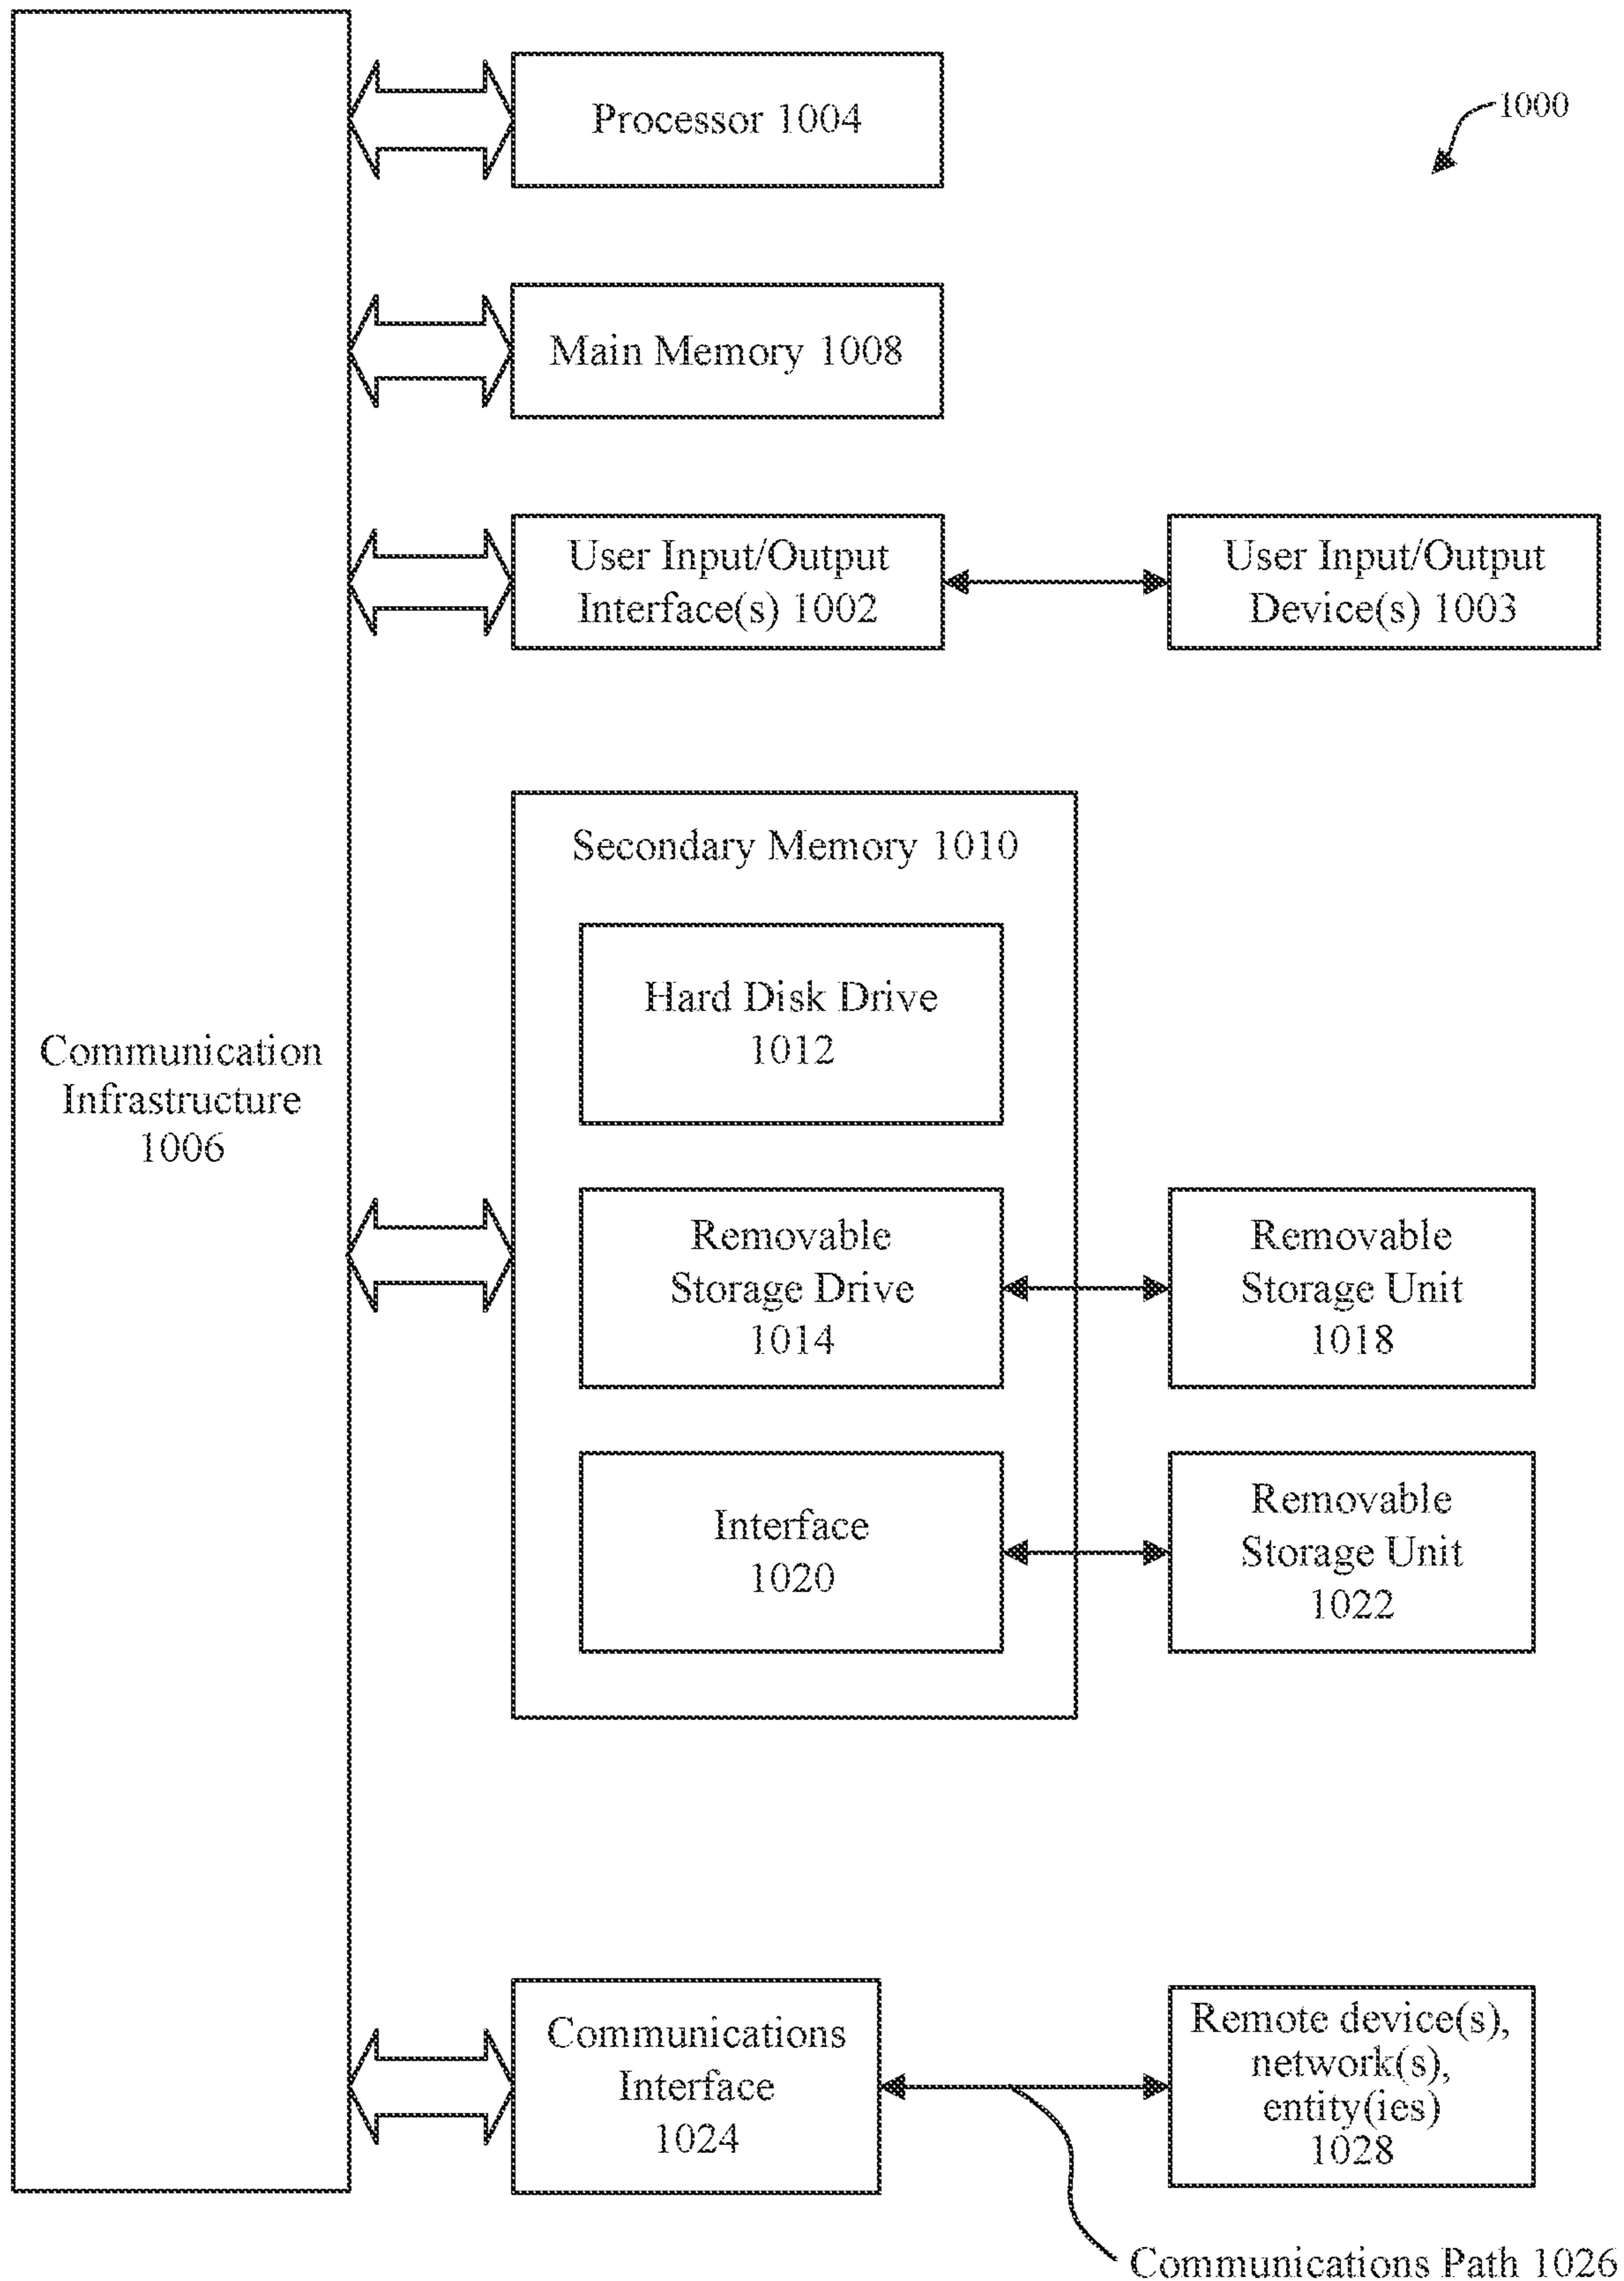 Processor 1004
1000
Main Memory 1008
User Input/Output
Interface(s) 1002
User Input/Output
Device(s) 1003
Secondary Memory 1010
Hard Disk Drive
1012
Communication
Infrastructure
1006
Removable
Storage Drive
1014
Removable
Storage Unit
1018
Interface
1020
Removable
Storage Unit
1022
Communications
Interface
1024
Remote device(s),
network(s),
entity(ies)
1028
Communications Path 1026